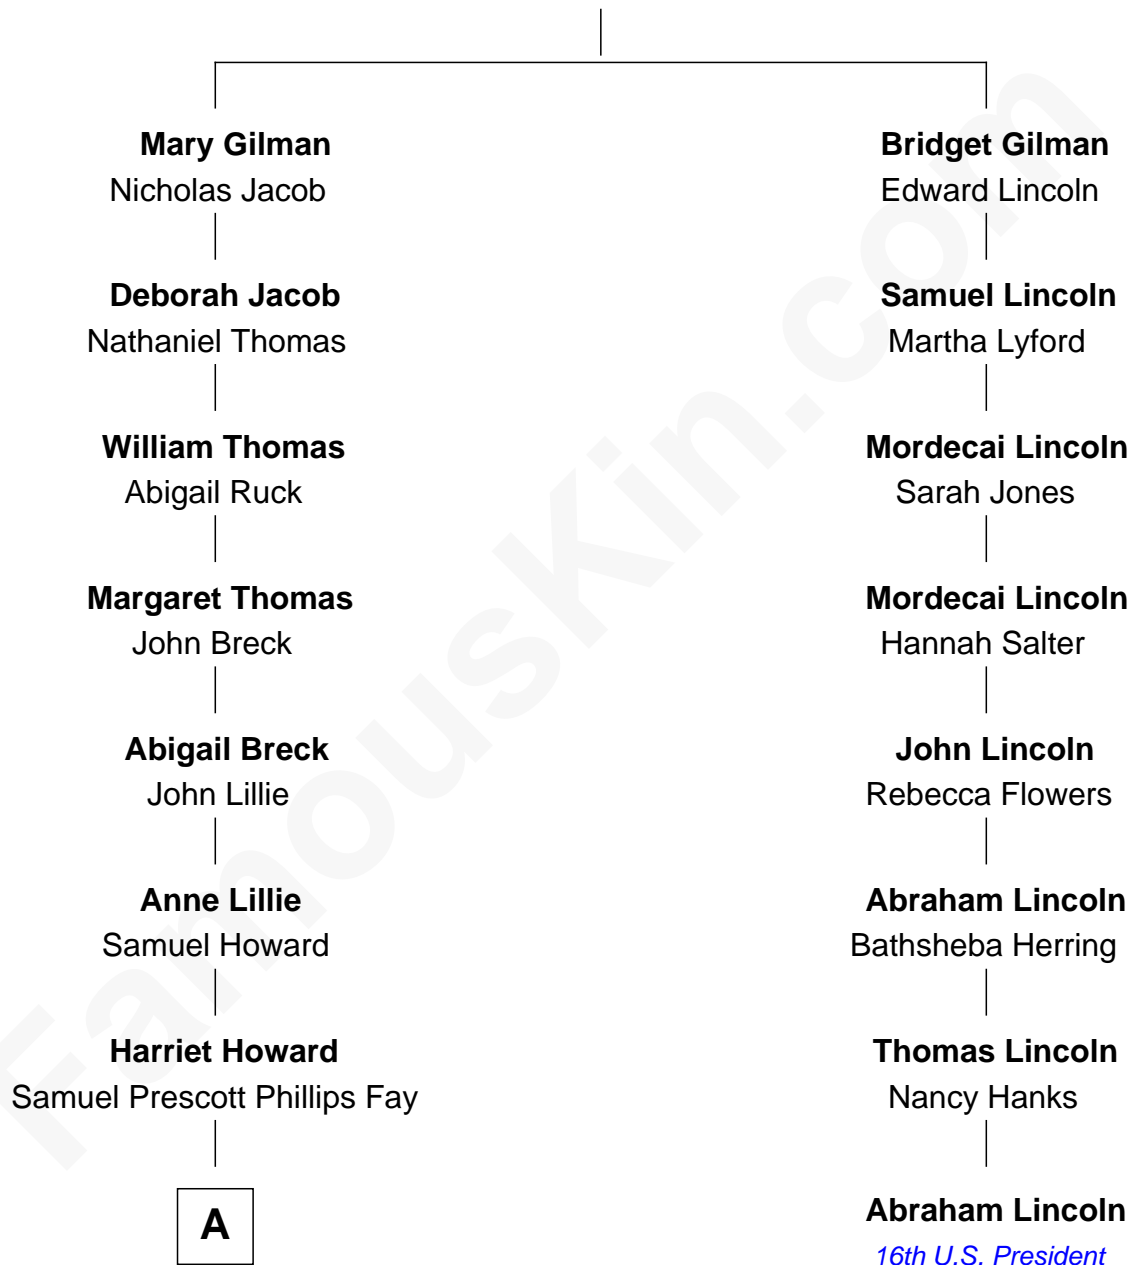 Mary Gilman
Nicholas Jacob
Bridget Gilman
Edward Lincoln
Deborah Jacob
Nathaniel Thomas
Samuel Lincoln
Martha Lyford
William Thomas
Abigail Ruck
Mordecai Lincoln
Sarah Jones
Margaret Thomas
John Breck
Mordecai Lincoln
Hannah Salter
Abigail Breck
John Lillie
John Lincoln
Rebecca Flowers
Anne Lillie
Samuel Howard
Abraham Lincoln
Bathsheba Herring
Harriet Howard
Samuel Prescott Phillips Fay
Thomas Lincoln
Nancy Hanks
A
Abraham Lincoln
16th U.S. President
FamousKin.com